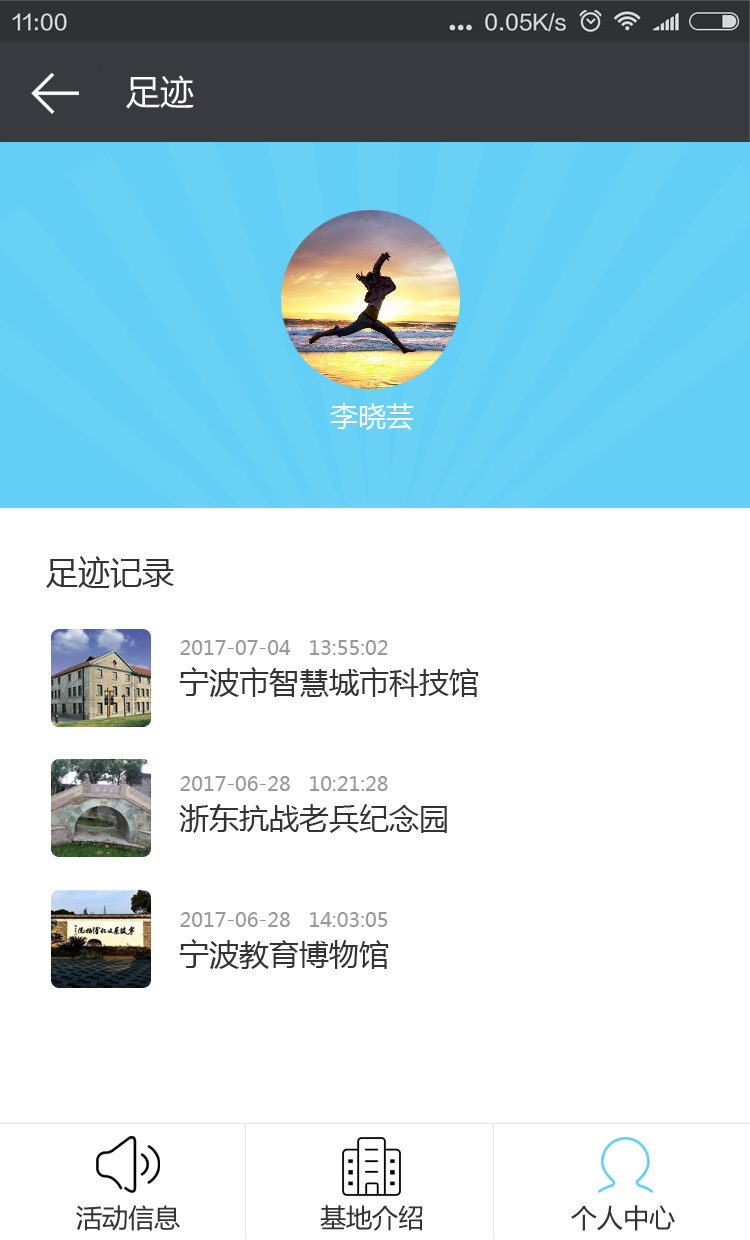 11:00 ... 0.05K/s
足迹
李晓芸
足迹记录
2017-07-04 13:55:02
宁波市智慧城市科技馆
2017-06-28 10:21:28
浙东抗战老兵纪念园
2017-06-28 14:03:05
宁波教育博物馆
活动信息
基地介绍
个人中心